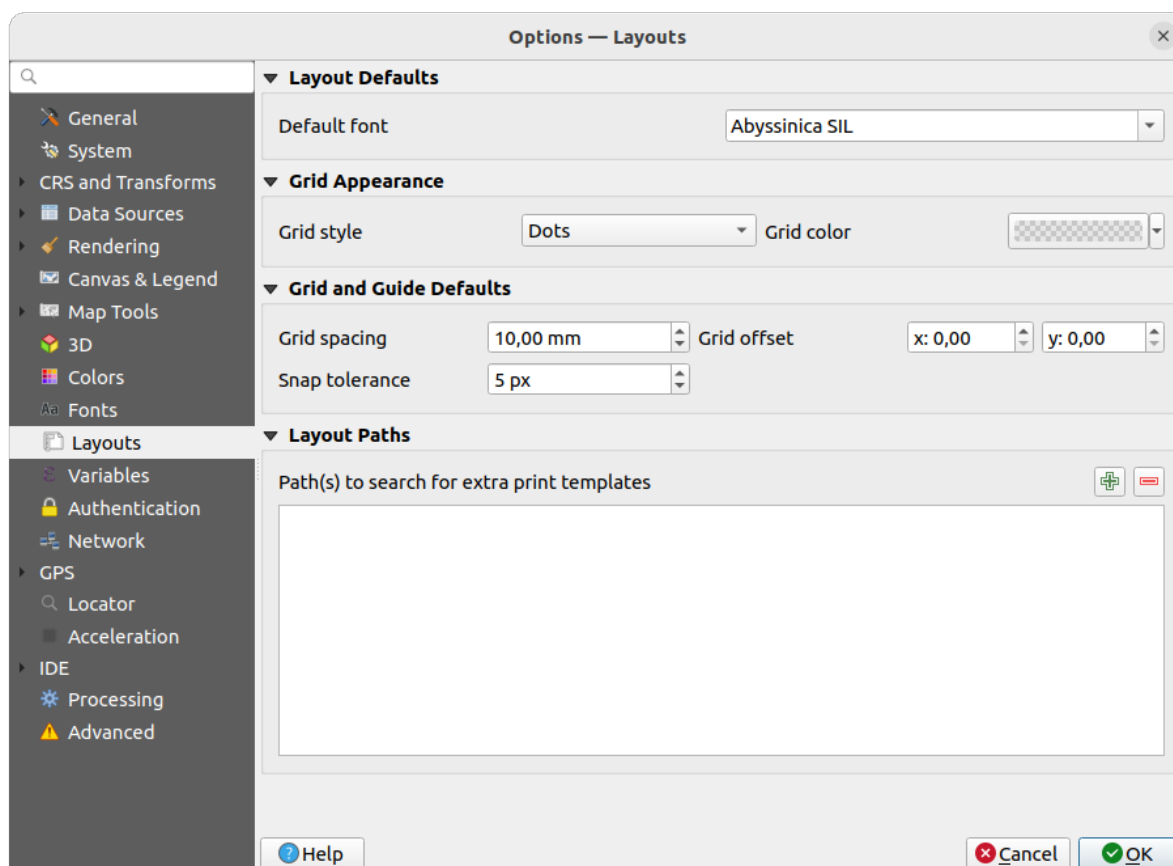 Options — Layouts
General
System
CRS and Transforms
Data Sources
Rendering
Canvas & Legend
Map Tools
3D
Colors
Aa Fonts
Layouts
Variables
Authentication
Network
GPS
Locator
Acceleration
IDE
Processing
Advanced
Layout Defaults
Default font Abyssinica SIL
Grid Appearance
Grid style Dots Grid color
Grid and Guide Defaults
Grid spacing 10,00 mm Grid offset x: 0,00 y: 0,00
Snap tolerance 5 px
Layout Paths
Path(s) to search for extra print templates
Help Cancel OK